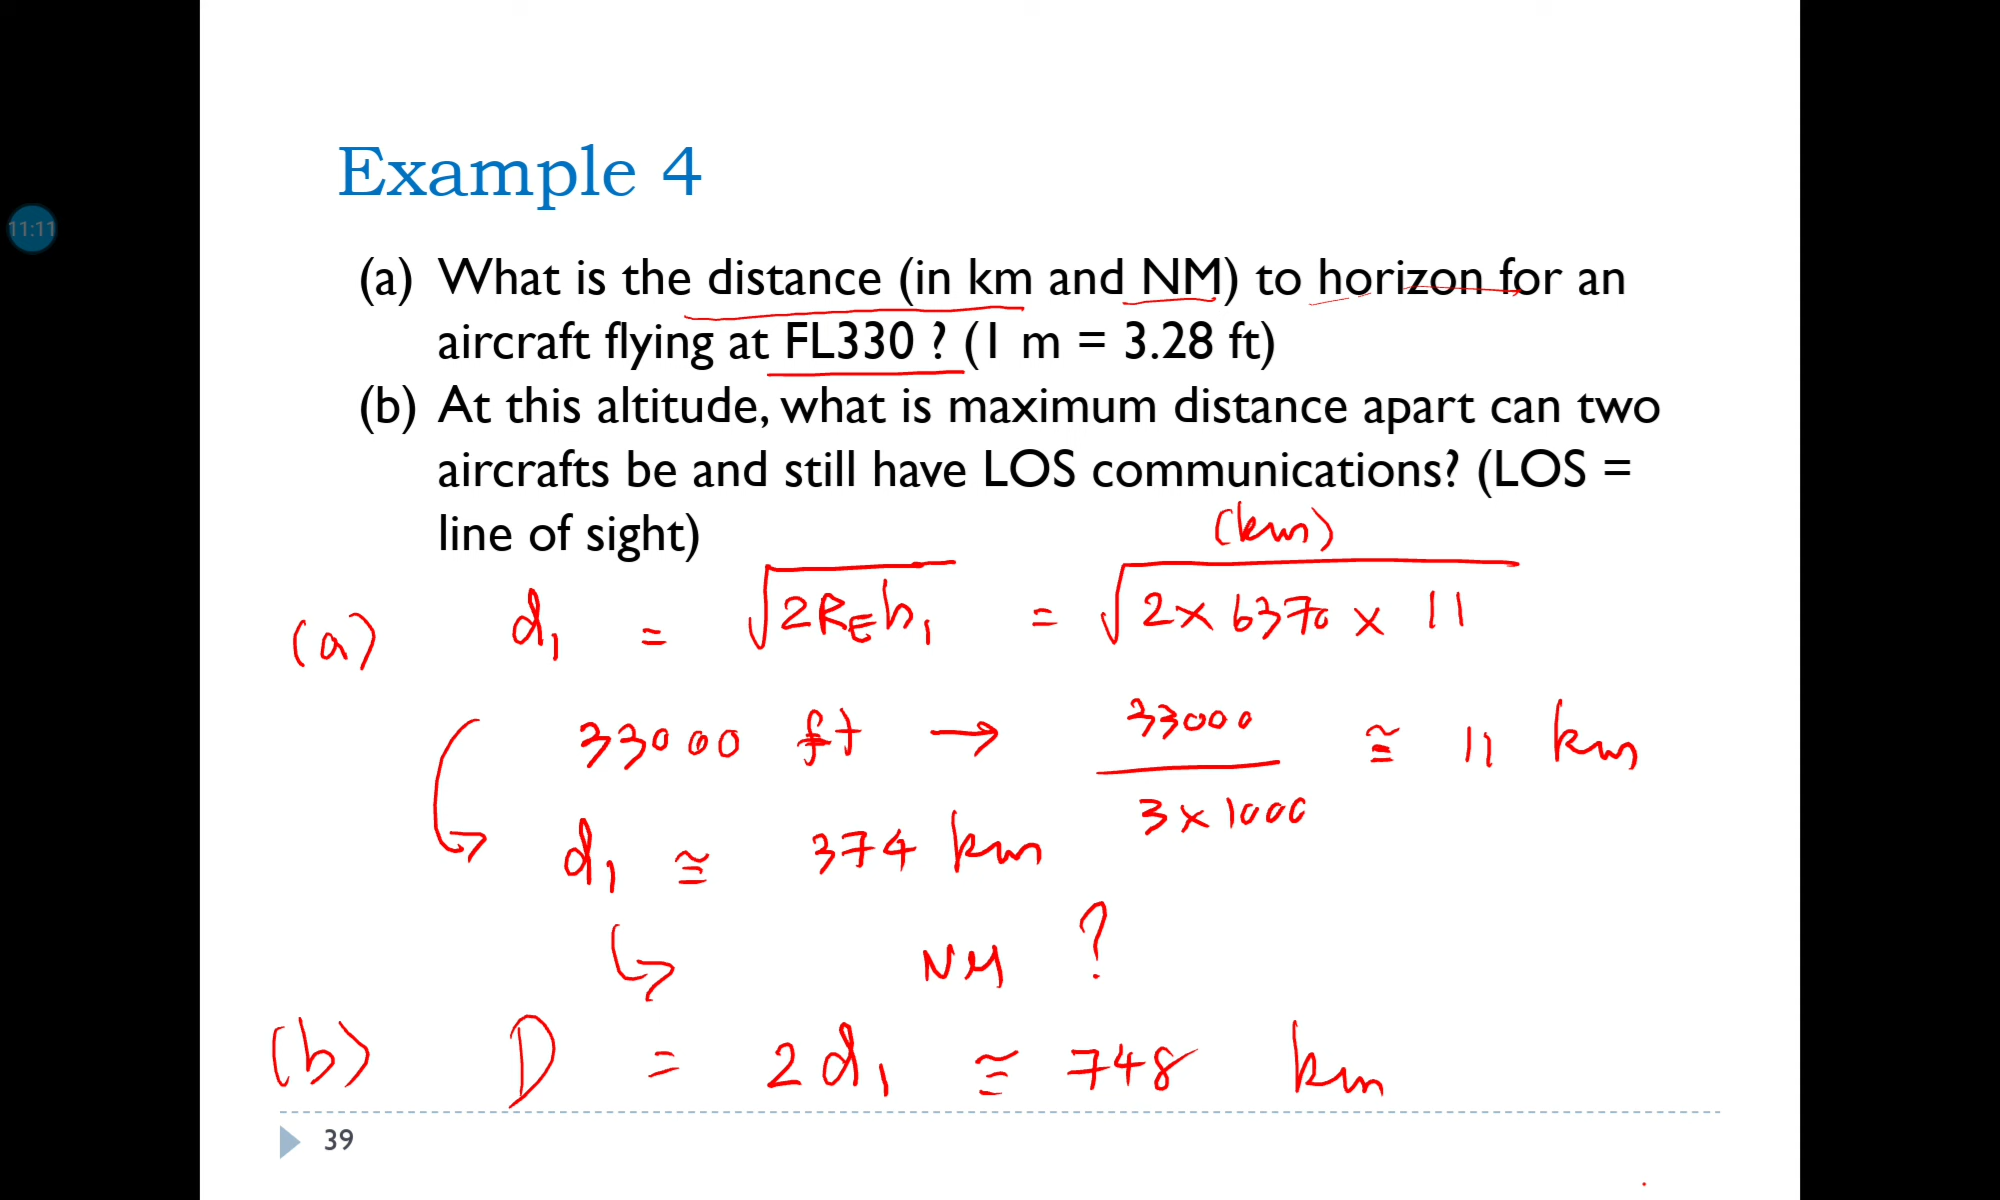 Example 4
11:11
(a) What is the distance (in km and NM) to horizon for an
aircraft flying at FL330 ? (1 m = 3.28 ft)
(b) At this altitude, what is maximum distance apart can two
aircrafts be and still have LOS communications? (LOS =
line of sight)
(km)
(a) d₁ = √2REh₁ = √2 × 6370 × 11
33000 ft → 33000 / 3 × 1000 ≅ 11 km
d₁ ≅ 374 km
NM ?
(b) D = 2d₁ ≅ 748 km
39